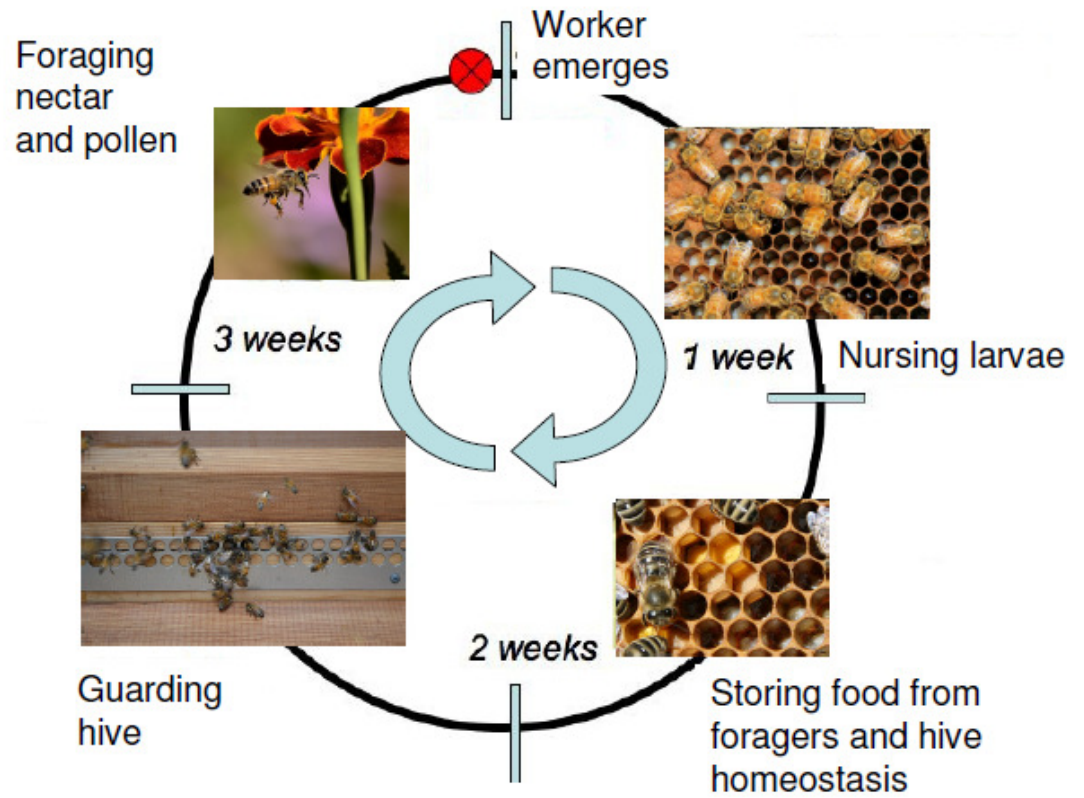 Worker
emerges
Foraging
nectar
and pollen
3 weeks
1 week
Nursing larvae
2 weeks
Guarding
hive
Storing food from
foragers and hive
homeostasis